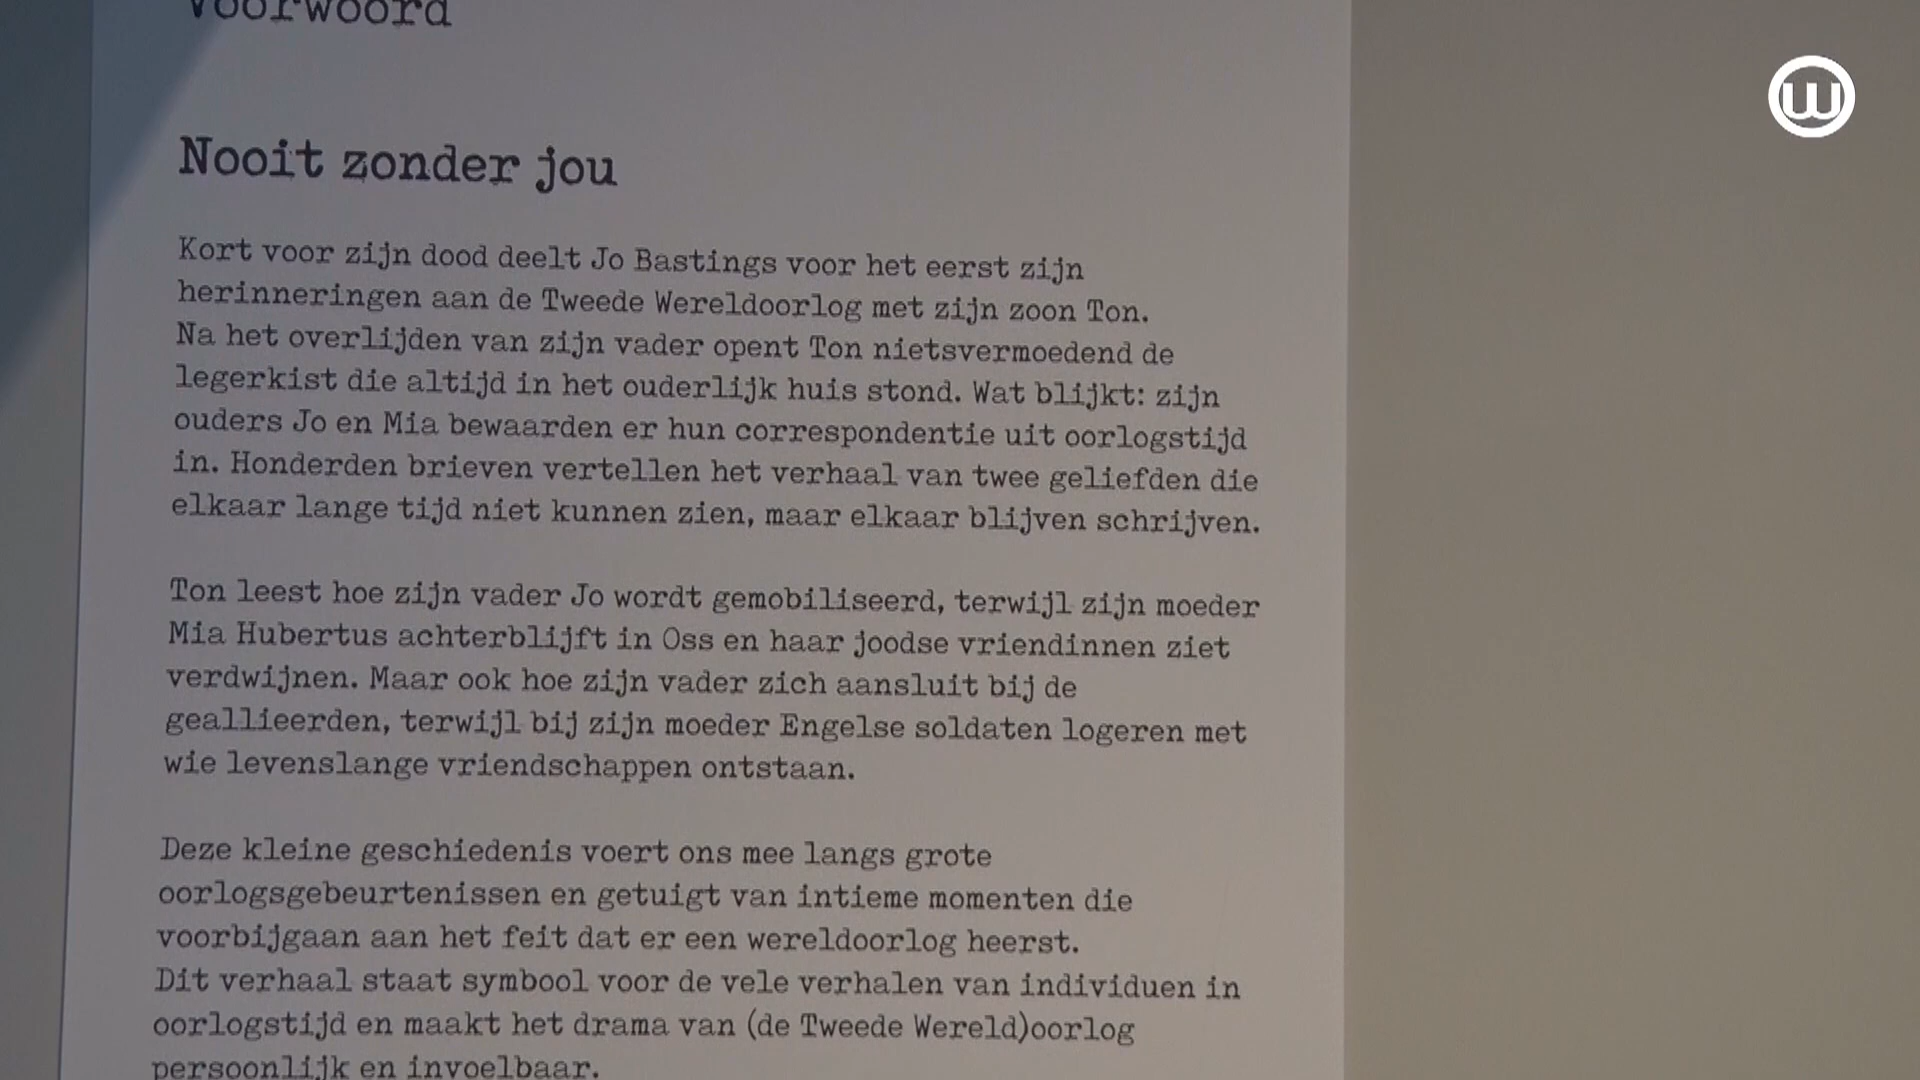 Voorwoord
Nooit zonder jou
Kort voor zijn dood deelt Jo Bastings voor het eerst zijn
herinneringen aan de Tweede Wereldoorlog met zijn zoon Ton.
Na het overlijden van zijn vader opent Ton nietsvermoedend de
legerkist die altijd in het ouderlijk huis stond. Wat blijkt: zijn
ouders Jo en Mia bewaarden er hun correspondentie uit oorlogstijd
in. Honderden brieven vertellen het verhaal van twee geliefden die
elkaar lange tijd niet kunnen zien, maar elkaar blijven schrijven.
Ton leest hoe zijn vader Jo wordt gemobiliseerd, terwijl zijn moeder
Mia Hubertus achterblijft in Oss en haar joodse vriendinnen ziet
verdwijnen. Maar ook hoe zijn vader zich aansluit bij de
geallieerden, terwijl bij zijn moeder Engelse soldaten logeren met
wie levenslange vriendschappen ontstaan.
Deze kleine geschiedenis voert ons mee langs grote
oorlogsgebeurtenissen en getuigt van intieme momenten die
voorbijgaan aan het feit dat er een wereldoorlog heerst.
Dit verhaal staat symbool voor de vele verhalen van individuen in
oorlogstijd en maakt het drama van (de Tweede Wereld)oorlog
persoonlijk en invoelbaar.
W